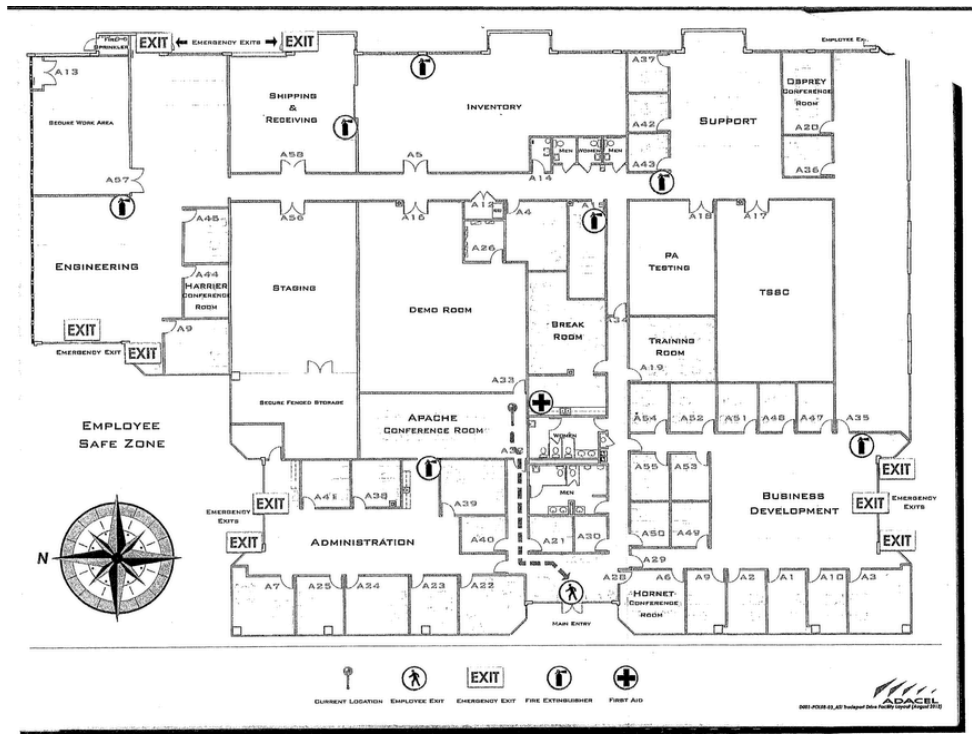 FIRE
SPRINKLER
EXIT
EMERGENCY EXITS
EXIT
EMPLOYEE
A13
SECURE WORK AREA
A57
SHIPPING
&
RECEIVING
A58
INVENTORY
A5
A14
MEN
WOMEN
MEN
A37
A42
A43
SUPPORT
OSPREY
CONFERENCE
ROOM
A20
A36
A45
A56
A16
A12
A26
A4
A15
A18
A17
ENGINEERING
A44
HARRIER
CONFERENCE
ROOM
A9
STAGING
DEMO ROOM
BREAK
ROOM
A34
PA
TESTING
TSSC
TRAINING
ROOM
A19
EXIT
EMERGENCY EXIT
EXIT
SECURE FENCED STORAGE
A33
APACHE
CONFERENCE ROOM
A54
A52
A51
A48
A47
A35
EMPLOYEE
SAFE ZONE
WOMEN
A41
A38
A39
A40
MEN
A21
A30
A55
A53
A50
A49
A29
BUSINESS
DEVELOPMENT
EXIT
EXIT
EMERGENCY
EXITS
EXIT
EXIT
EMERGENCY
EXITS
EXIT
ADMINISTRATION
N
A7
A25
A24
A23
A22
A28
A6
HORNET
CONFERENCE
ROOM
A9
A2
A1
A10
A3
MAIN ENTRY
CURRENT LOCATION
EMPLOYEE EXIT
EXIT
EMERGENCY EXIT
FIRE EXTINGUISHER
FIRST AID
ADACEL